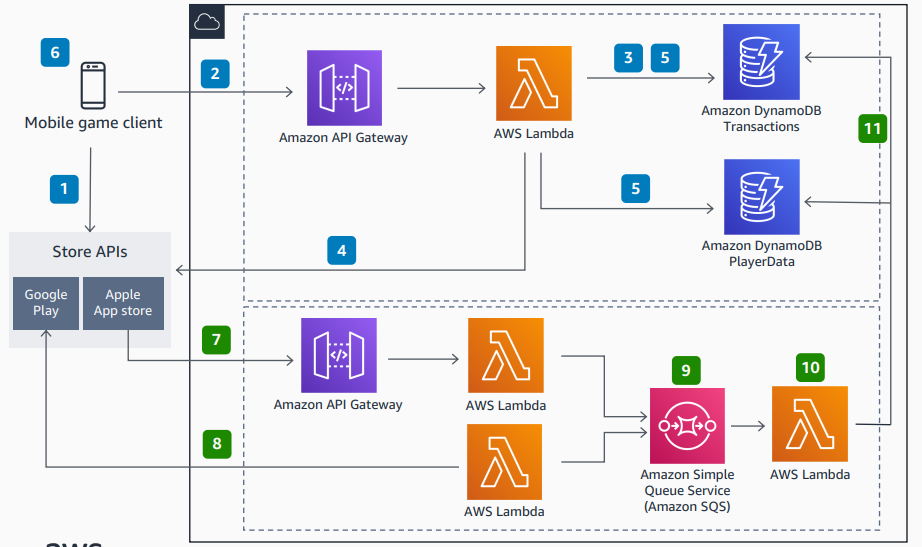 6
Mobile game client
2
Amazon API Gateway
AWS Lambda
3
5
Amazon DynamoDB
Transactions
11
1
5
Amazon DynamoDB
PlayerData
4
Store APIs
Google
Play
Apple
App store
7
Amazon API Gateway
AWS Lambda
8
AWS Lambda
9
Amazon Simple
Queue Service
(Amazon SQS)
10
AWS Lambda
aws